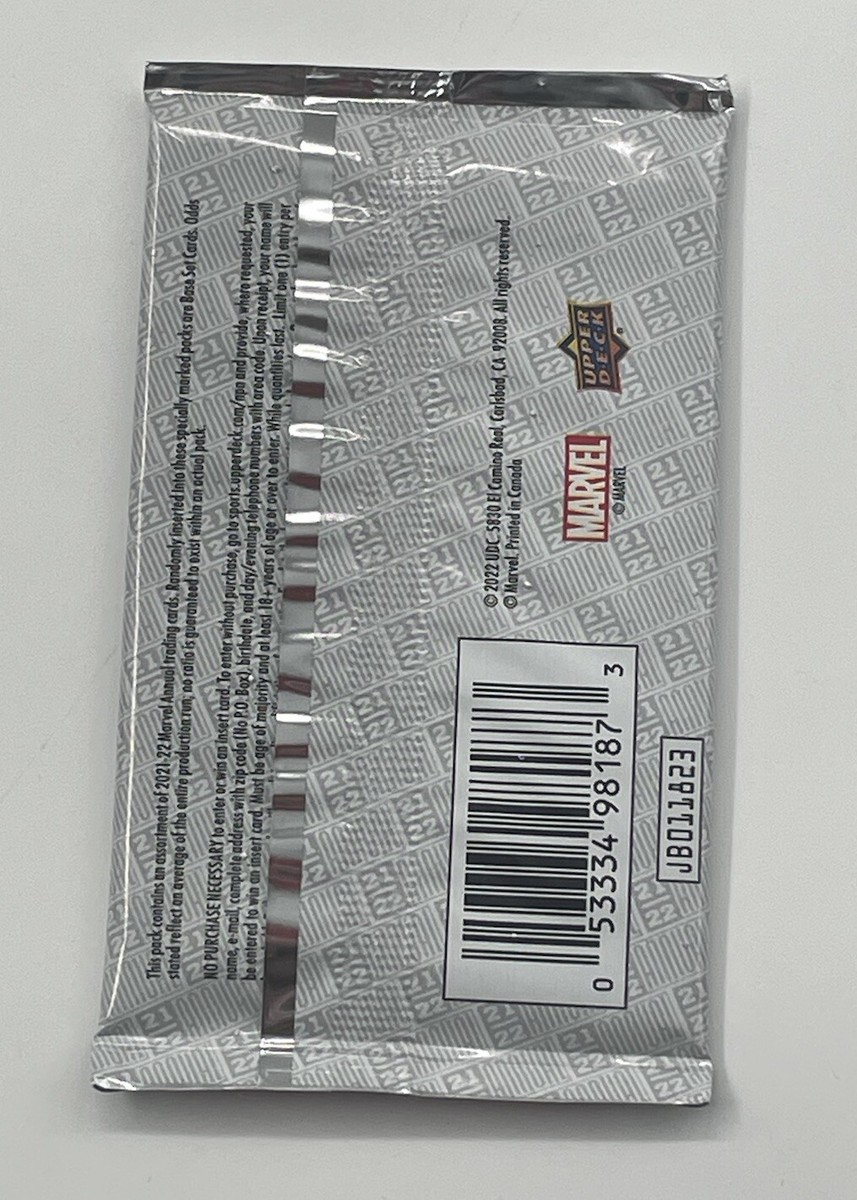 This pack contains an assortment of 2021-22 Marvel Annual trading cards. Randomly inserted into these specially marked packs are Base Set Cards. Odds
stated reflect an average of the entire production run; no ratio is guaranteed to exist within an actual pack.
NO PURCHASE NECESSARY to enter or win an insert card. To enter without purchase, go to sports.upperdeck.com/npn and provide, where requested, your
name, e-mail, complete address with zip code (No P.O. Box), birthdate, and day/evening telephone numbers with area code. Upon receipt, your name will
be entered to win an insert card. Must be age of majority and at least 18+ years of age or over to enter. While quantities last. Limit one (1) entry per
© 2022 UDC. 5830 El Camino Real, Carlsbad, CA 92008. All rights reserved.
© Marvel. Printed in Canada
UPPER
DECK
MARVEL
© MARVEL
0 53334 98187 3
JB011823